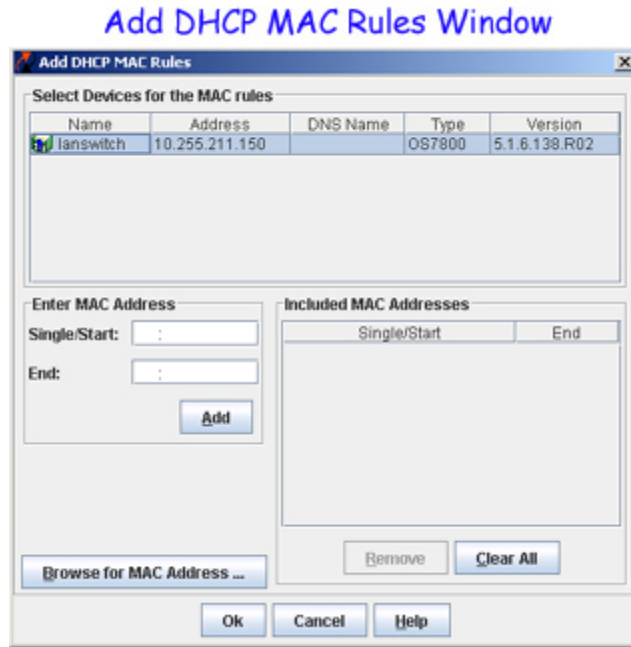 Add DHCP MAC Rules Window
Add DHCP MAC Rules
Select Devices for the MAC rules
Name Address DNS Name Type Version
lanswitch 10.255.211.150 OS7800 5.1.6.138.R02
Enter MAC Address
Single/Start: :
End: :
Add
Included MAC Addresses
Single/Start End
Remove Clear All
Browse for MAC Address ...
Ok Cancel Help